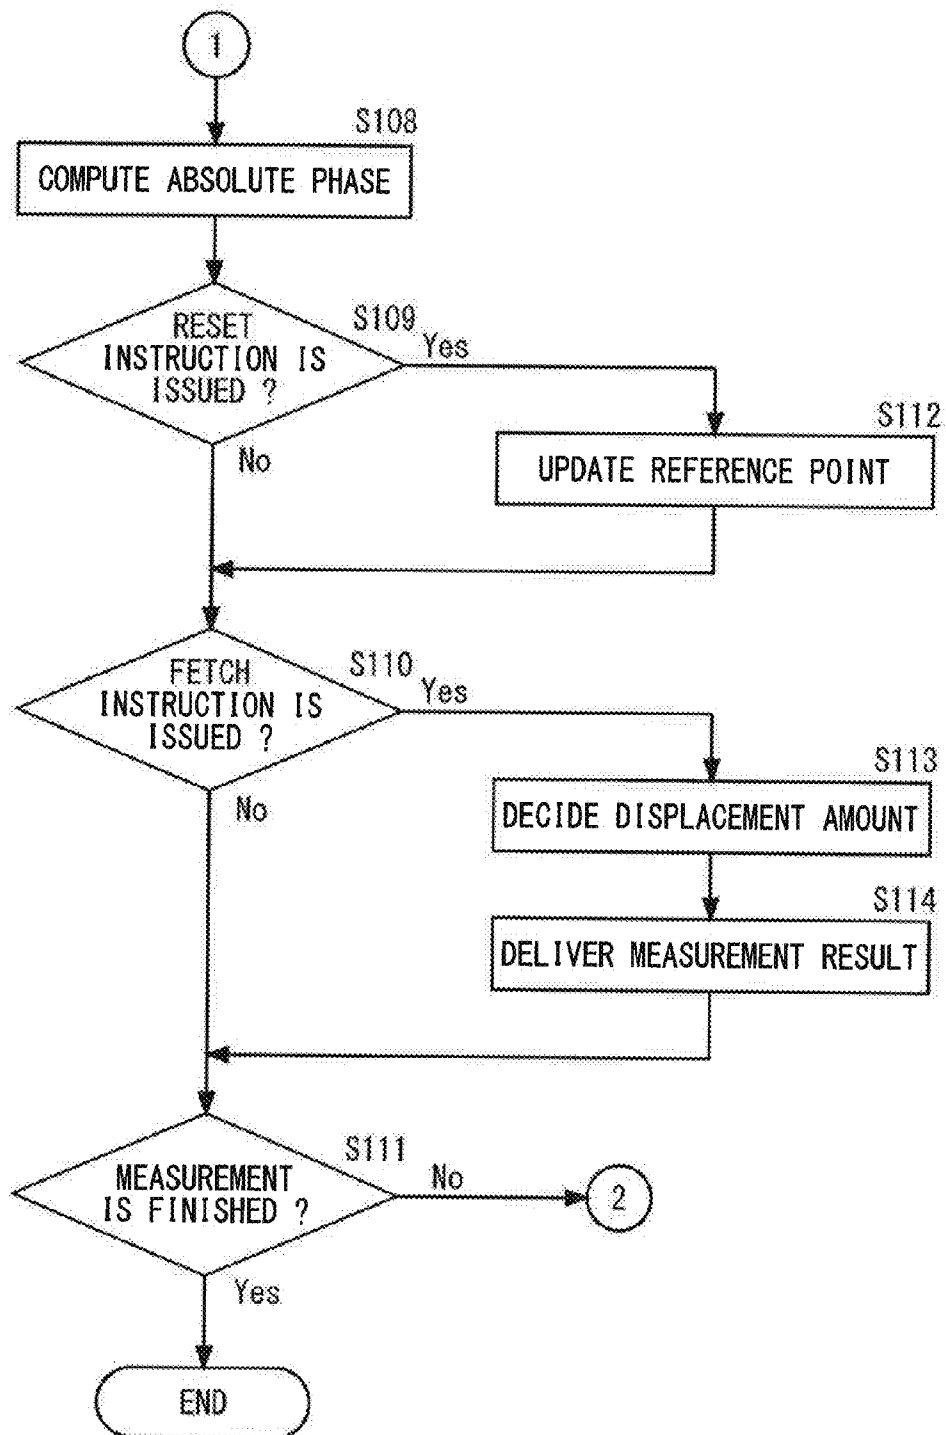 1
S108
COMPUTE ABSOLUTE PHASE
S109
RESET
INSTRUCTION IS
ISSUED ?
Yes
No
S112
UPDATE REFERENCE POINT
S110
FETCH
INSTRUCTION IS
ISSUED ?
Yes
No
S113
DECIDE DISPLACEMENT AMOUNT
S114
DELIVER MEASUREMENT RESULT
S111
MEASUREMENT
IS FINISHED ?
No
2
Yes
END